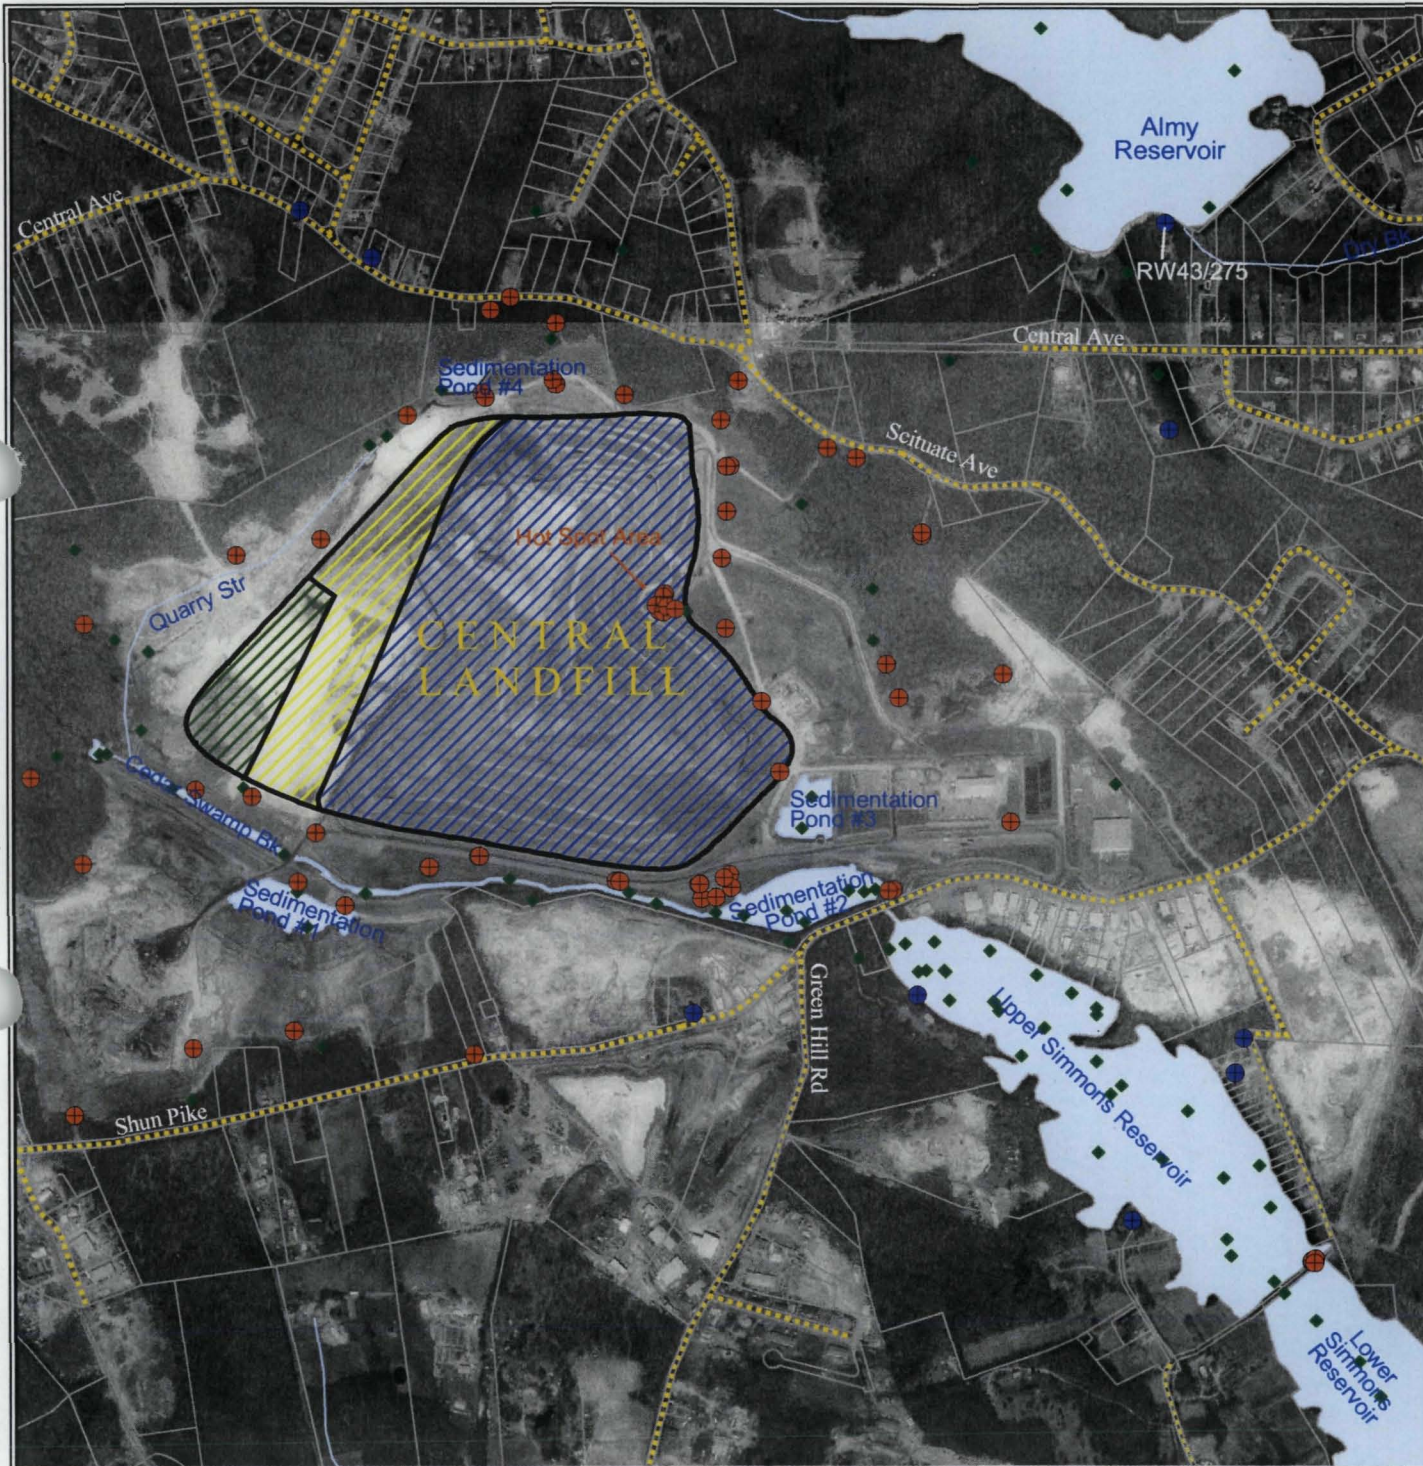 Almy
Reservoir
Central Ave
Dry Bk
RW43/275
Central Ave
Sedimentation
Pond #4
Scituate Ave
Hot Spot Area
Quarry Str
CENTRAL
LANDFILL
Cedar Swamp Bk
Sedimentation
Pond #3
Sedimentation
Pond #2
Sedimentation
Pond #1
Green Hill Rd
Upper Simmons Reservoir
Shun Pike
Lower
Simmons
Reservoir